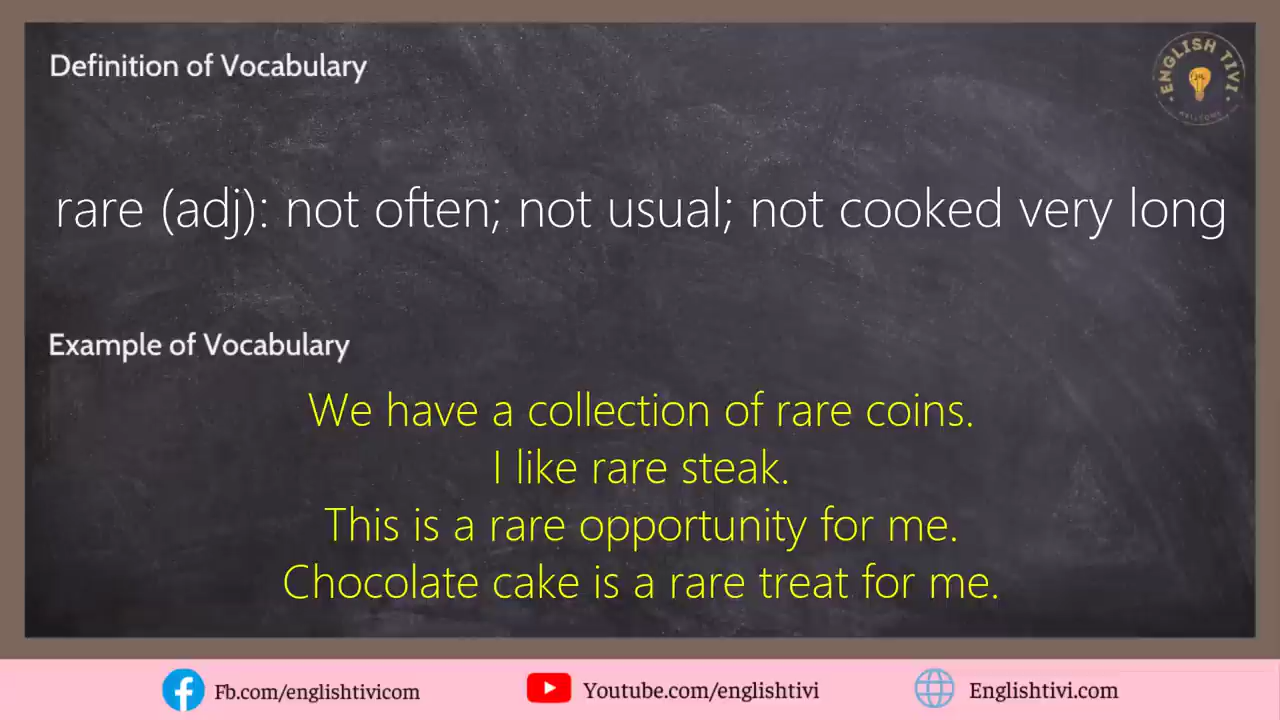 Definition of Vocabulary
ENGLISH TIVI
WELCOME
rare (adj): not often; not usual; not cooked very long
Example of Vocabulary
We have a collection of rare coins.
I like rare steak.
This is a rare opportunity for me.
Chocolate cake is a rare treat for me.
Fb.com/englishtivicom
Youtube.com/englishtivi
Englishtivi.com